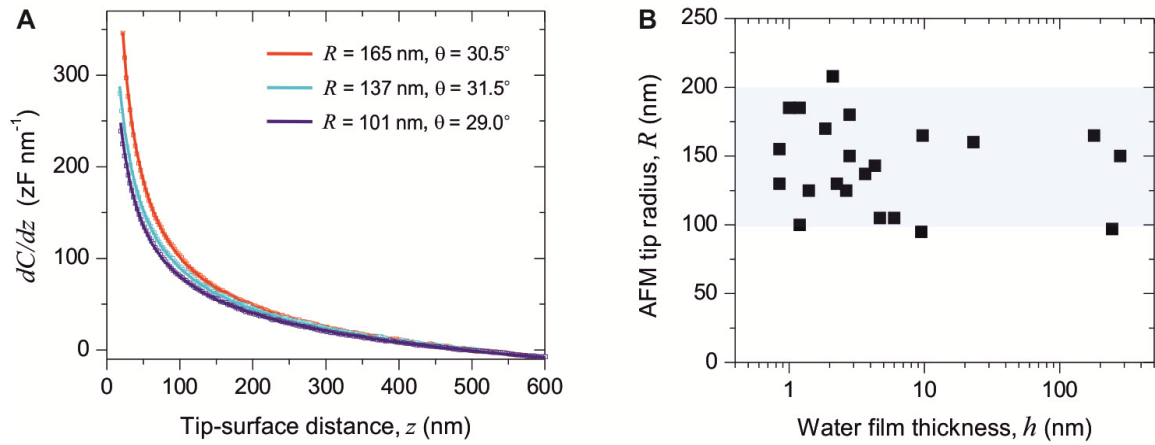 A
dC/dz (zF nm⁻¹)
300
200
100
0
R = 165 nm, θ = 30.5°
R = 137 nm, θ = 31.5°
R = 101 nm, θ = 29.0°
0 100 200 300 400 500 600
Tip-surface distance, z (nm)
B
AFM tip radius, R (nm)
250
200
150
100
50
0
1 10 100
Water film thickness, h (nm)